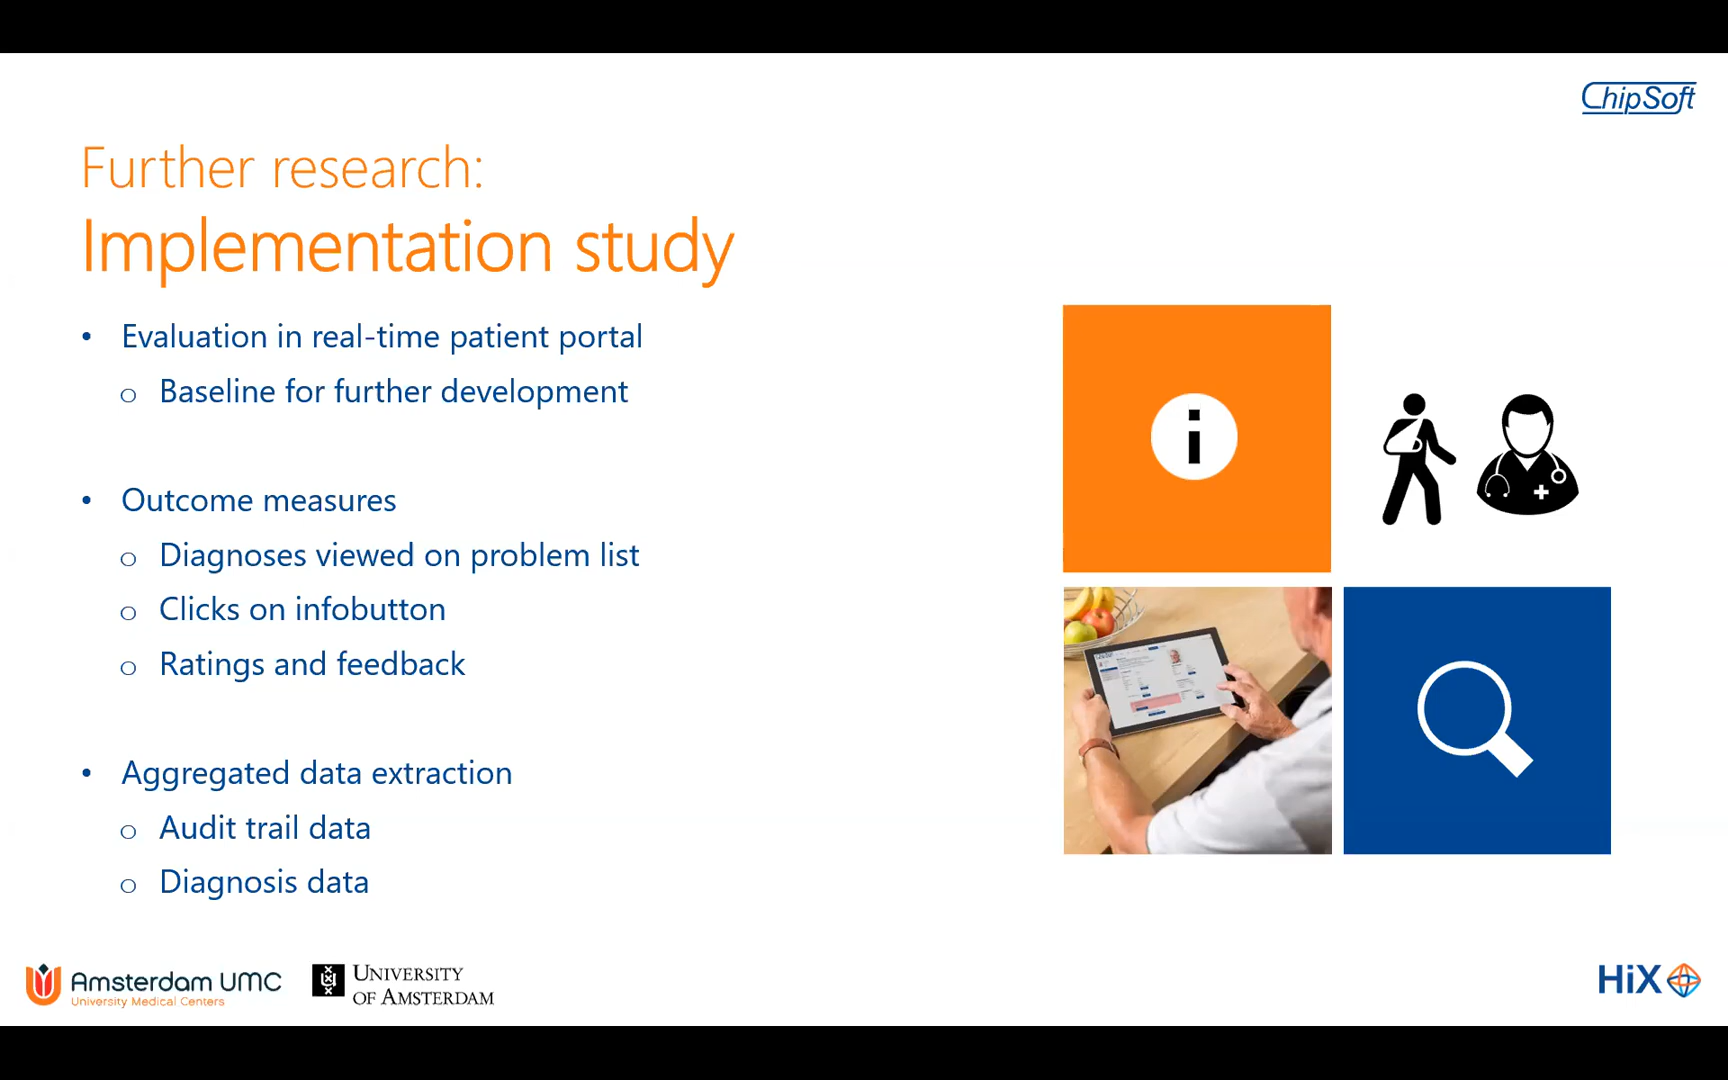 ChipSoft
Further research:
Implementation study
• Evaluation in real-time patient portal
o Baseline for further development
• Outcome measures
o Diagnoses viewed on problem list
o Clicks on infobutton
o Ratings and feedback
• Aggregated data extraction
o Audit trail data
o Diagnosis data
i
Amsterdam UMC
University Medical Centers
UNIVERSITY
OF AMSTERDAM
HiX